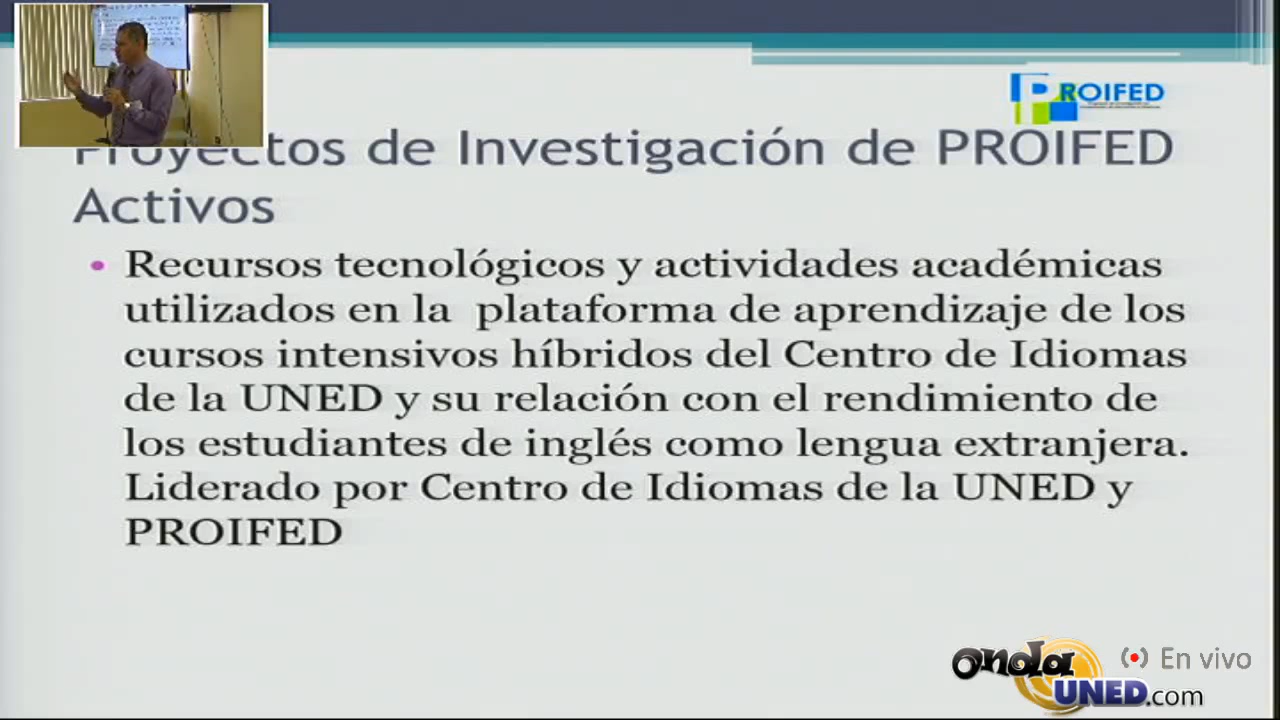 PROIFED
Proyectos de Investigación de PROIFED
Activos
• Recursos tecnológicos y actividades académicas
utilizados en la plataforma de aprendizaje de los
cursos intensivos híbridos del Centro de Idiomas
de la UNED y su relación con el rendimiento de
los estudiantes de inglés como lengua extranjera.
Liderado por Centro de Idiomas de la UNED y
PROIFED
onda
UNED.com
En vivo